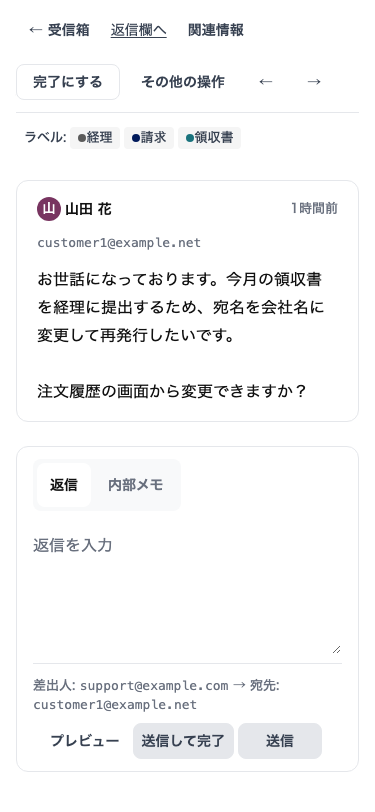 ← 受信箱 返信欄へ 関連情報
完了にする その他の操作 ← →
ラベル: 経理 請求 領収書
山 山田 花 1時間前
customer1@example.net
お世話になっております。今月の領収書
を経理に提出するため、宛名を会社名に
変更して再発行したいです。
注文履歴の画面から変更できますか？
返信 内部メモ
返信を入力
差出人: support@example.com → 宛先:
customer1@example.net
プレビュー 送信して完了 送信